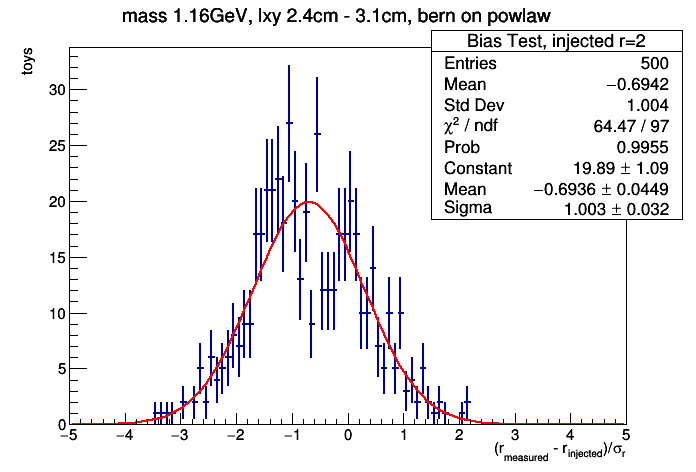 mass 1.16GeV, lxy 2.4cm - 3.1cm, bern on powlaw
toys
Bias Test, injected r=2
Entries 500
Mean −0.6942
Std Dev 1.004
χ² / ndf 64.47 / 97
Prob 0.9955
Constant 19.89 ± 1.09
Mean −0.6936 ± 0.0449
Sigma 1.003 ± 0.032
30
25
20
15
10
5
0
−5 −4 −3 −2 −1 0 1 2 3 4 5
(r_measured - r_injected)/σ_r